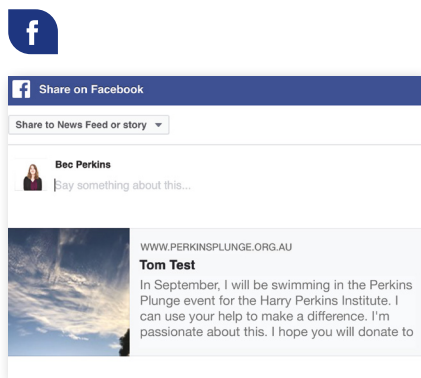 f
f Share on Facebook
Share to News Feed or story
Bec Perkins
Say something about this...
WWW.PERKINSPLUNGE.ORG.AU
Tom Test
In September, I will be swimming in the Perkins
Plunge event for the Harry Perkins Institute. I
can use your help to make a difference. I'm
passionate about this. I hope you will donate to